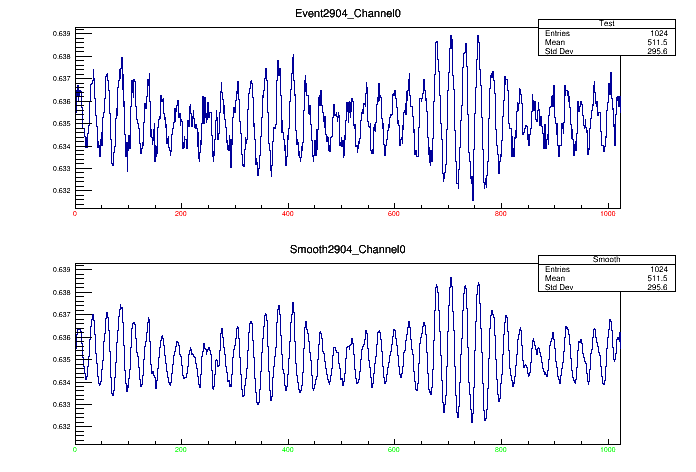 Event2904_Channel0
Test
Entries 1024
Mean 511.5
Std Dev 295.6
0.639
0.638
0.637
0.636
0.635
0.634
0.633
0.632
0 200 400 600 800 1000
Smooth2904_Channel0
Smooth
Entries 1024
Mean 511.5
Std Dev 295.6
0.639
0.638
0.637
0.636
0.635
0.634
0.633
0.632
0 200 400 600 800 1000